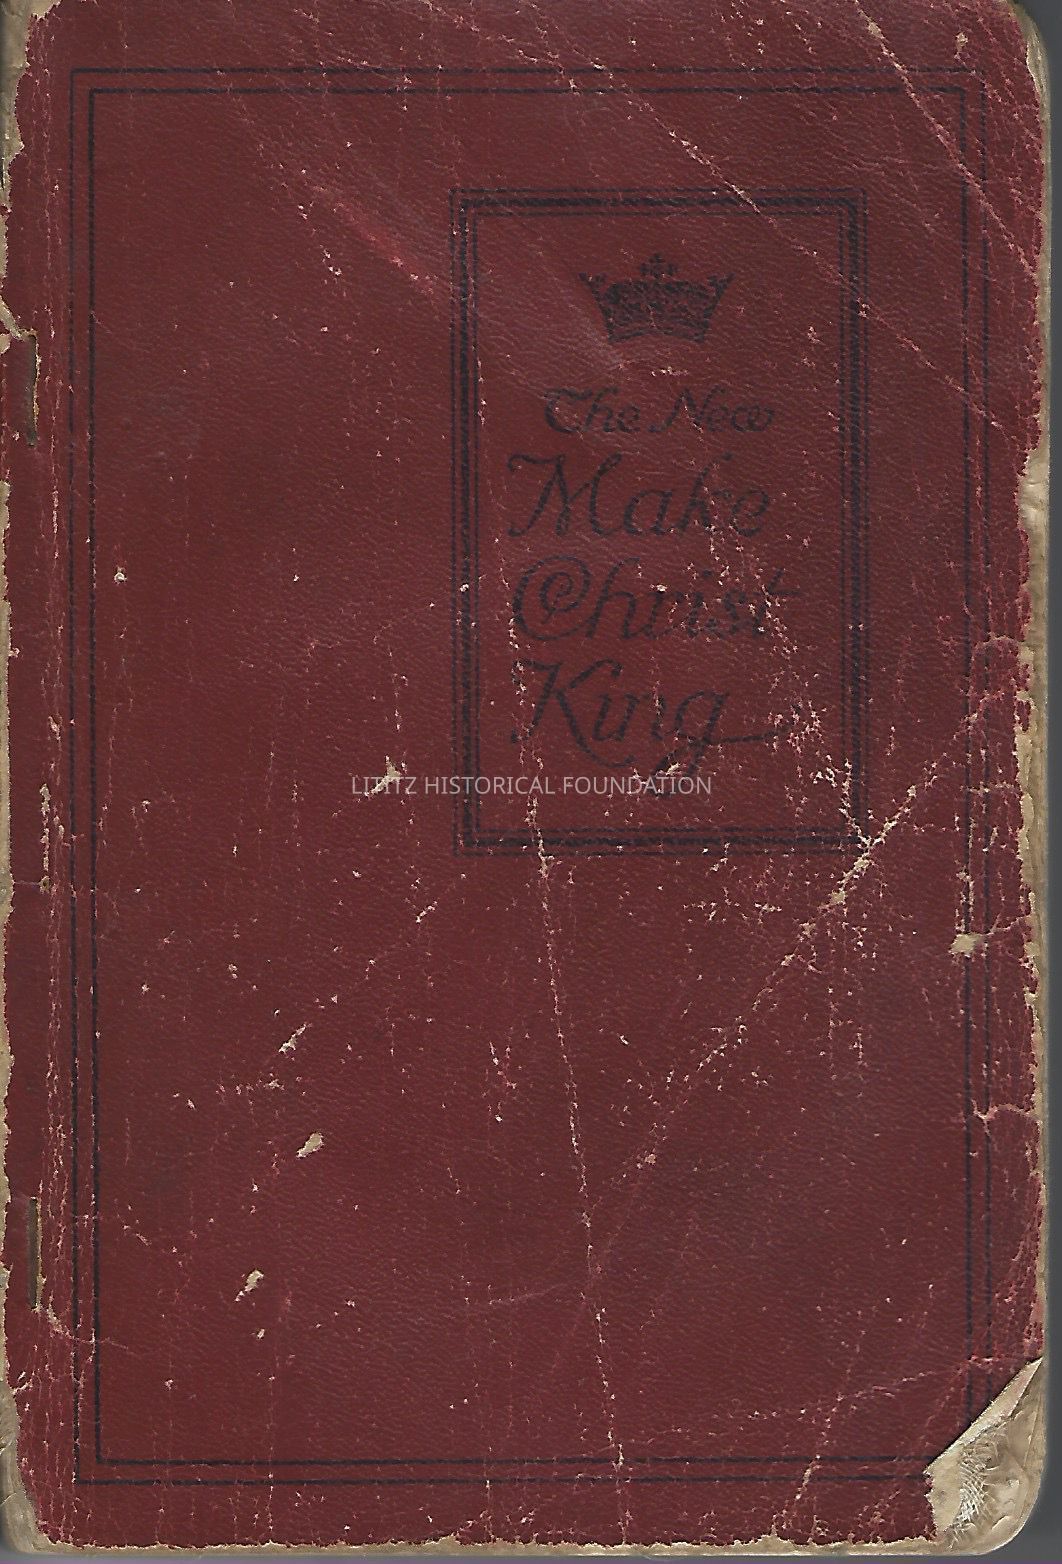 The New
Make
Christ
King
LITITZ HISTORICAL FOUNDATION